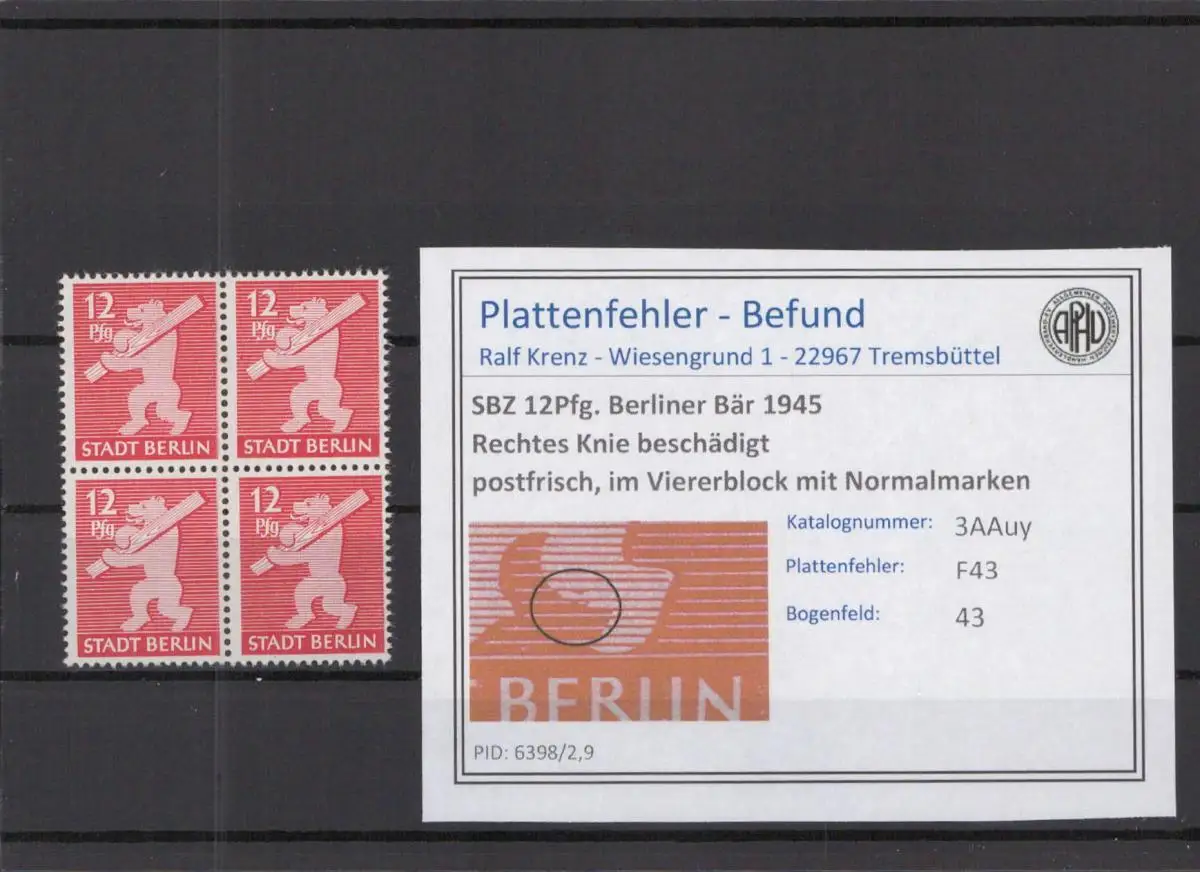 12
Pfg
STADT BERLIN
12
Pfg
STADT BERLIN
12
Pfg
STADT BERLIN
12
Pfg
STADT BERLIN
Plattenfehler - Befund
Ralf Krenz - Wiesengrund 1 - 22967 Tremsbüttel
APHV
SBZ 12Pfg. Berliner Bär 1945
Rechtes Knie beschädigt
postfrisch, im Viererblock mit Normalmarken
Katalognummer: 3AAuy
Plattenfehler: F43
Bogenfeld: 43
BERLIN
PID: 6398/2,9